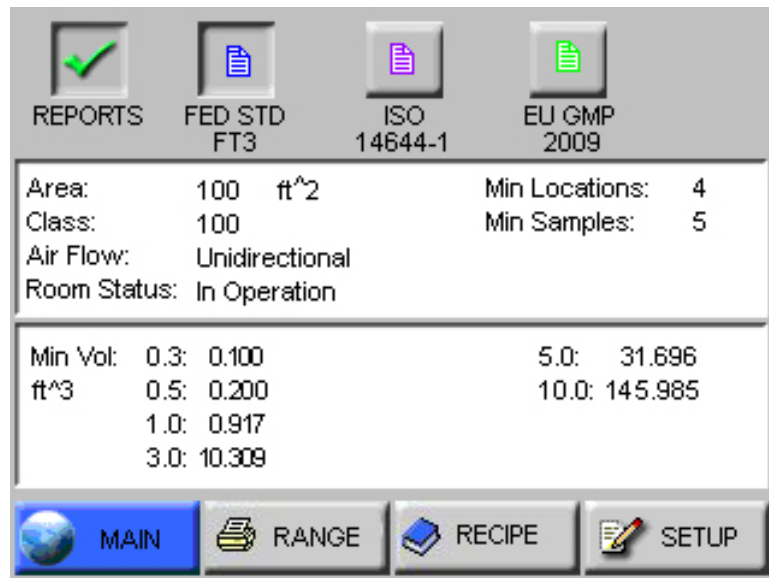 REPORTS FED STD ISO EU GMP
FT3 14644-1 2009
Area: 100 ft^2 Min Locations: 4
Class: 100 Min Samples: 5
Air Flow: Unidirectional
Room Status: In Operation
Min Vol: 0.3: 0.100 5.0: 31.696
ft^3 0.5: 0.200 10.0: 145.985
1.0: 0.917
3.0: 10.309
MAIN RANGE RECIPE SETUP